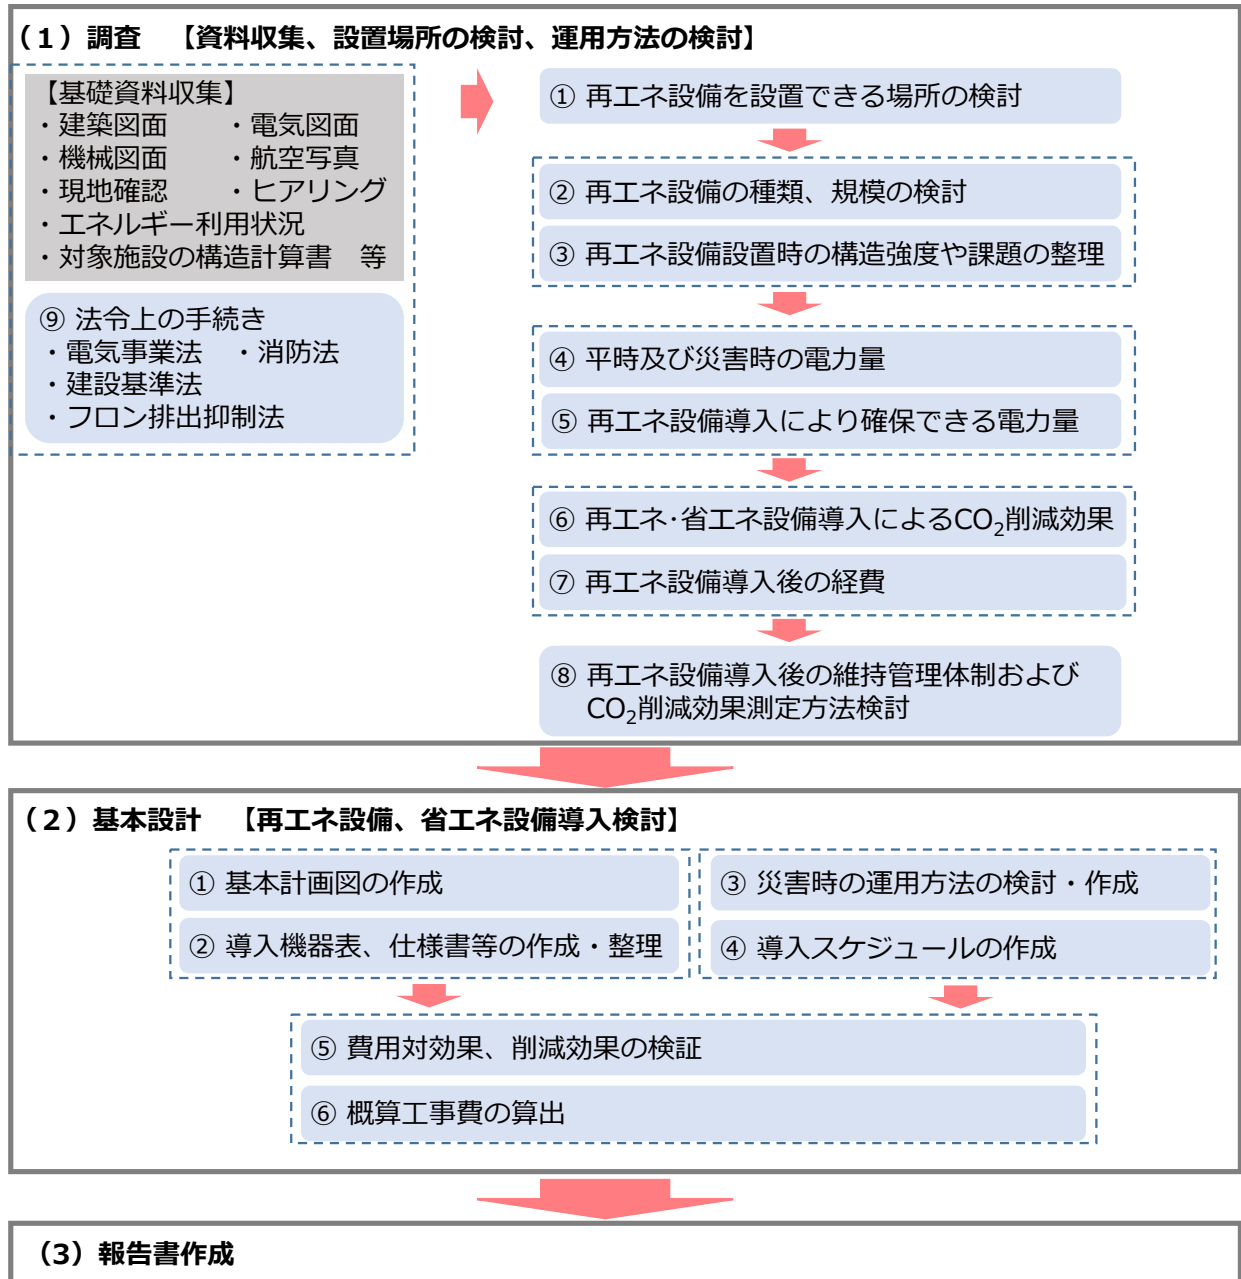 （１）調査　【資料収集、設置場所の検討、運用方法の検討】
【基礎資料収集】
・建築図面　　・電気図面
・機械図面　　・航空写真
・現地確認　　・ヒアリング
・エネルギー利用状況
・対象施設の構造計算書　等
⑨ 法令上の手続き
・電気事業法　・消防法
・建設基準法
・フロン排出抑制法
① 再エネ設備を設置できる場所の検討
② 再エネ設備の種類、規模の検討
③ 再エネ設備設置時の構造強度や課題の整理
④ 平時及び災害時の電力量
⑤ 再エネ設備導入により確保できる電力量
⑥ 再エネ･省エネ設備導入によるCO₂削減効果
⑦ 再エネ設備導入後の経費
⑧ 再エネ設備導入後の維持管理体制および
CO₂削減効果測定方法検討
（２）基本設計　【再エネ設備、省エネ設備導入検討】
① 基本計画図の作成
② 導入機器表、仕様書等の作成・整理
③ 災害時の運用方法の検討・作成
④ 導入スケジュールの作成
⑤ 費用対効果、削減効果の検証
⑥ 概算工事費の算出
（3）報告書作成